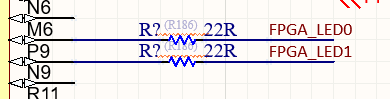 N6
M6 R? (R186) 22R FPGA_LED0
P9 R? 22R FPGA_LED1
N9
R11